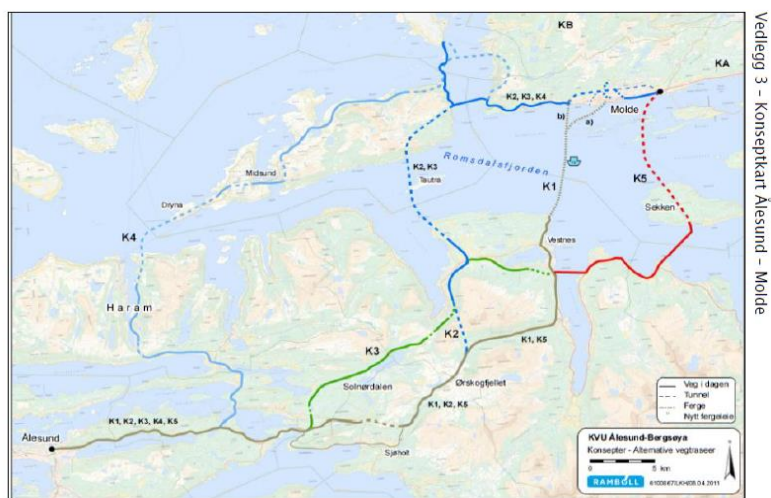 Vedlegg 3 – Konseptkart Ålesund – Molde
KB
KA
K2, K3, K4
Molde
b)
a)
Romsdalsfjorden
K2, K3
Tautra
K1
K5
Midsund
Dryna
Sekken
K4
Vestnes
Haram
K3
K2
K1, K5
Solnørdalen
Ørskogfjellet
K1, K2, K5
K1, K2, K3, K4, K5
Ålesund
Sjøholt
Veg i dagen
Tunnel
Ferge
Nytt fergeleie
KVU Ålesund-Bergsøya
Konsepter - Alternative vegtraseer
0 5 km
RAMBOLL